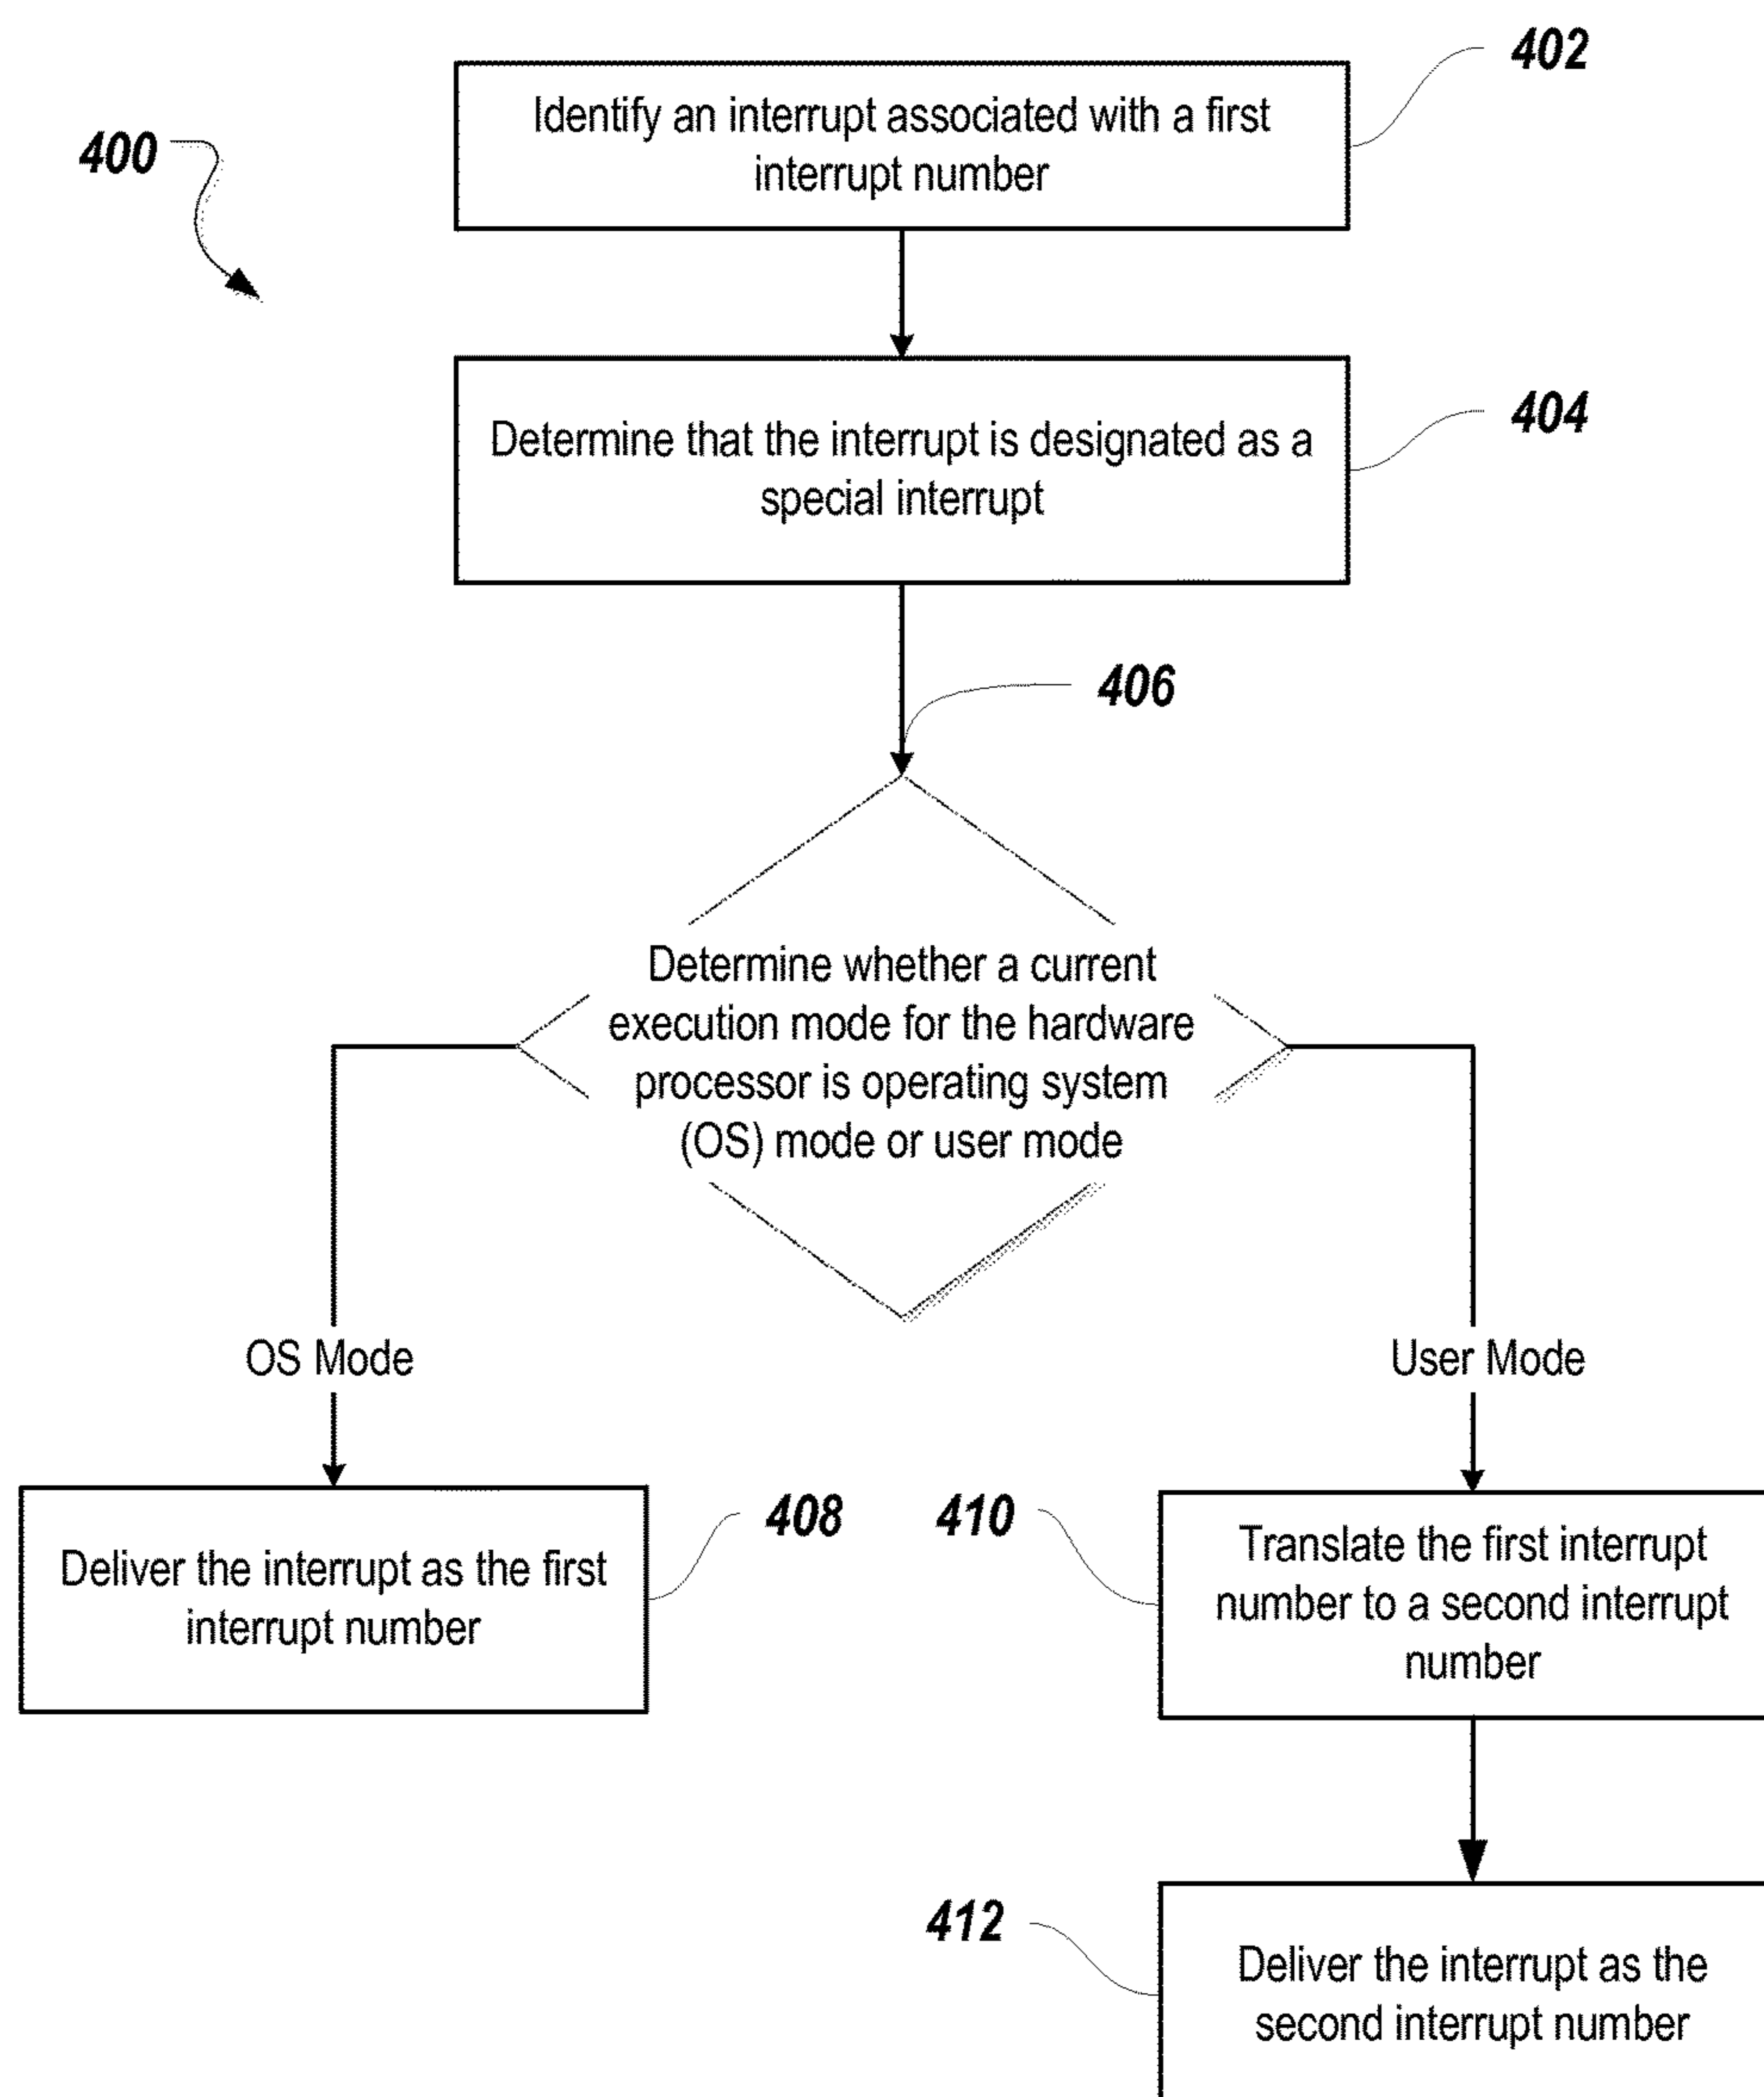 402
Identify an interrupt associated with a first
interrupt number
400
404
Determine that the interrupt is designated as a
special interrupt
406
Determine whether a current
execution mode for the hardware
processor is operating system
(OS) mode or user mode
OS Mode
User Mode
408
Deliver the interrupt as the first
interrupt number
410
Translate the first interrupt
number to a second interrupt
number
412
Deliver the interrupt as the
second interrupt number